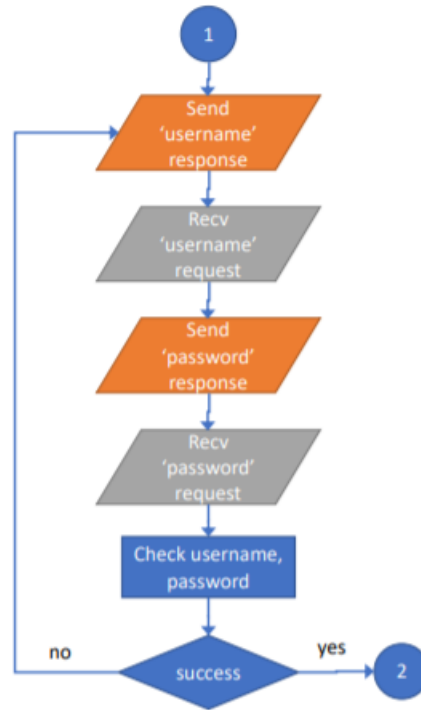 1
Send
‘username’
response
Recv
‘username’
request
Send
‘password’
response
Recv
‘password’
request
Check username,
password
no
success
yes
2